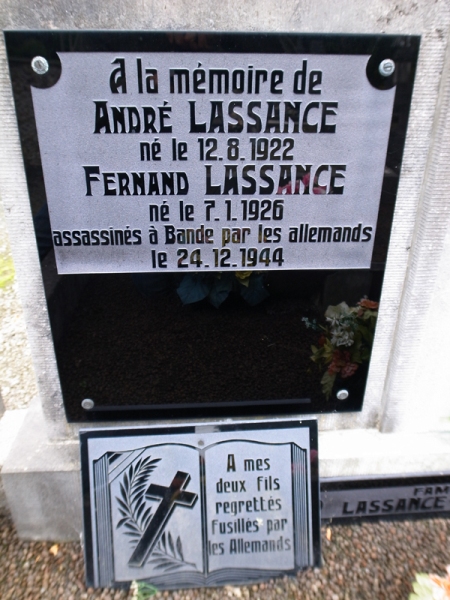 A la mémoire de
ANDRÉ LASSANCE
né le 12.8.1922
FERNAND LASSANCE
né le 7.1.1926
assassinés à Bande par les allemands
le 24.12.1944
A mes
deux fils
regrettés
Fusillés par
les Allemands
LASSANCE